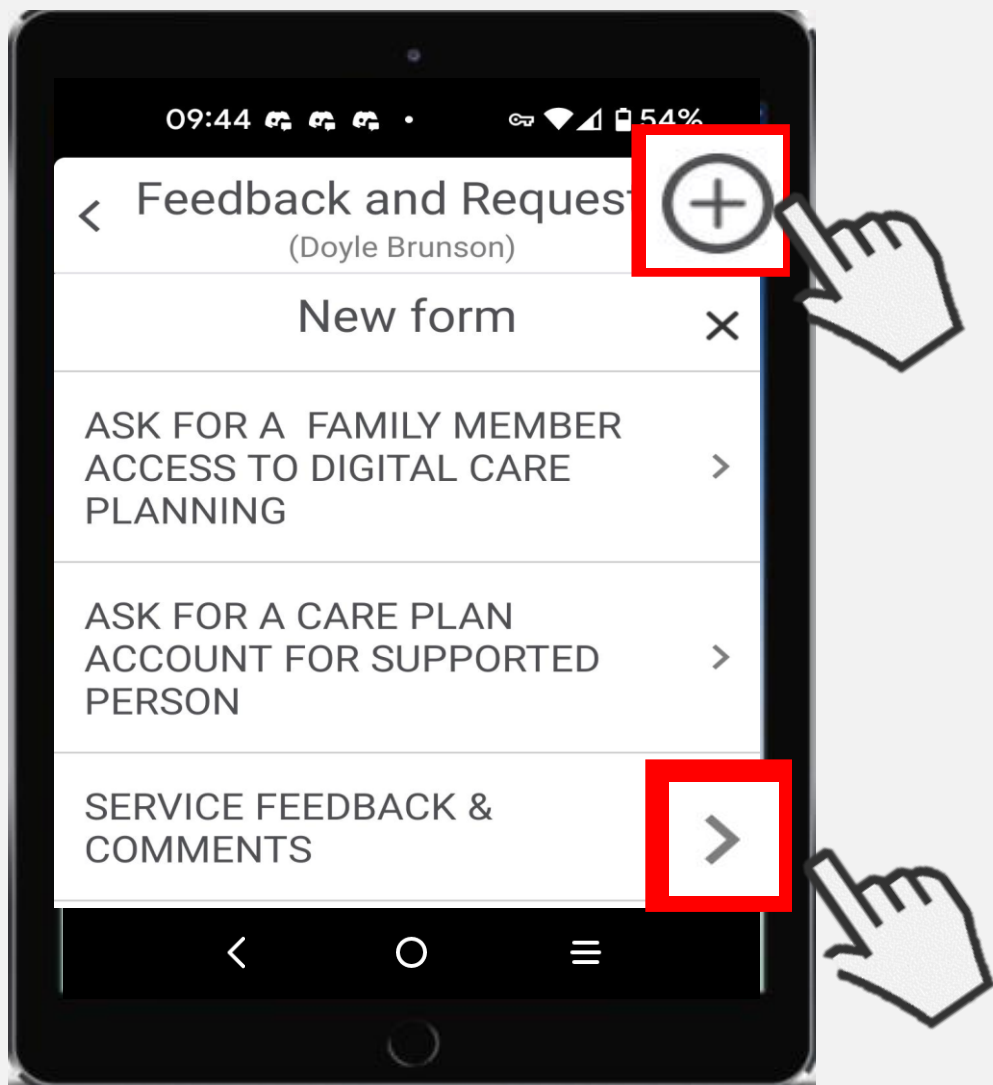 09:44 54%
Feedback and Request
(Doyle Brunson)
New form
ASK FOR A FAMILY MEMBER
ACCESS TO DIGITAL CARE
PLANNING
ASK FOR A CARE PLAN
ACCOUNT FOR SUPPORTED
PERSON
SERVICE FEEDBACK &
COMMENTS